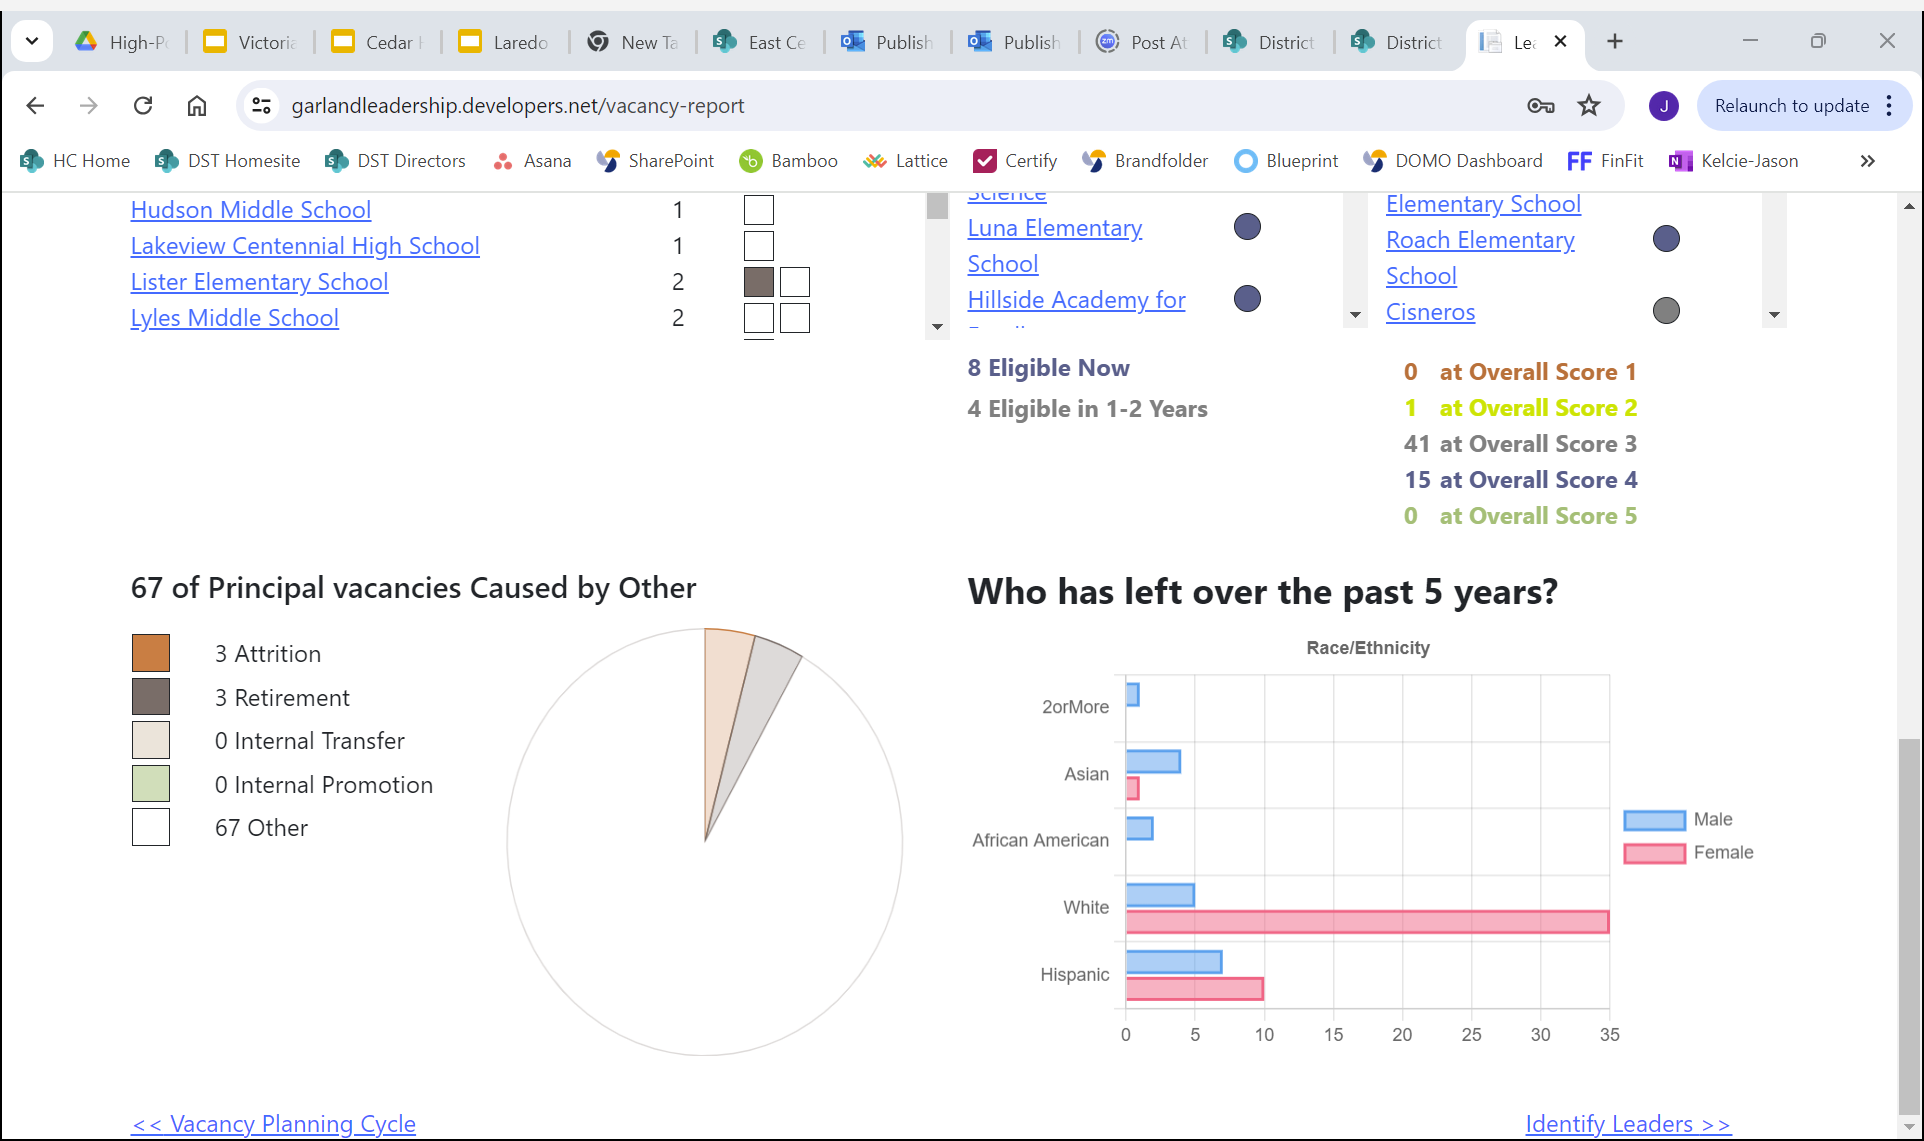 High-P
Victoria
Cedar
Laredo
New Ta
East Ce
Publish
Publish
Post At
District
District
Lea
garlandleadership.developers.net/vacancy-report
J
Relaunch to update
HC Home
DST Homesite
DST Directors
Asana
SharePoint
Bamboo
Lattice
Certify
Brandfolder
Blueprint
DOMO Dashboard
FF FinFit
Kelcie-Jason
Hudson Middle School 1
Lakeview Centennial High School 1
Lister Elementary School 2
Lyles Middle School 2
Science
Luna Elementary
School
Hillside Academy for
Elementary School
Roach Elementary
School
Cisneros
8 Eligible Now
4 Eligible in 1-2 Years
0 at Overall Score 1
1 at Overall Score 2
41 at Overall Score 3
15 at Overall Score 4
0 at Overall Score 5
67 of Principal vacancies Caused by Other
3 Attrition
3 Retirement
0 Internal Transfer
0 Internal Promotion
67 Other
Who has left over the past 5 years?
Race/Ethnicity
2orMore
Asian
African American
White
Hispanic
0 5 10 15 20 25 30 35
Male
Female
<< Vacancy Planning Cycle
Identify Leaders >>